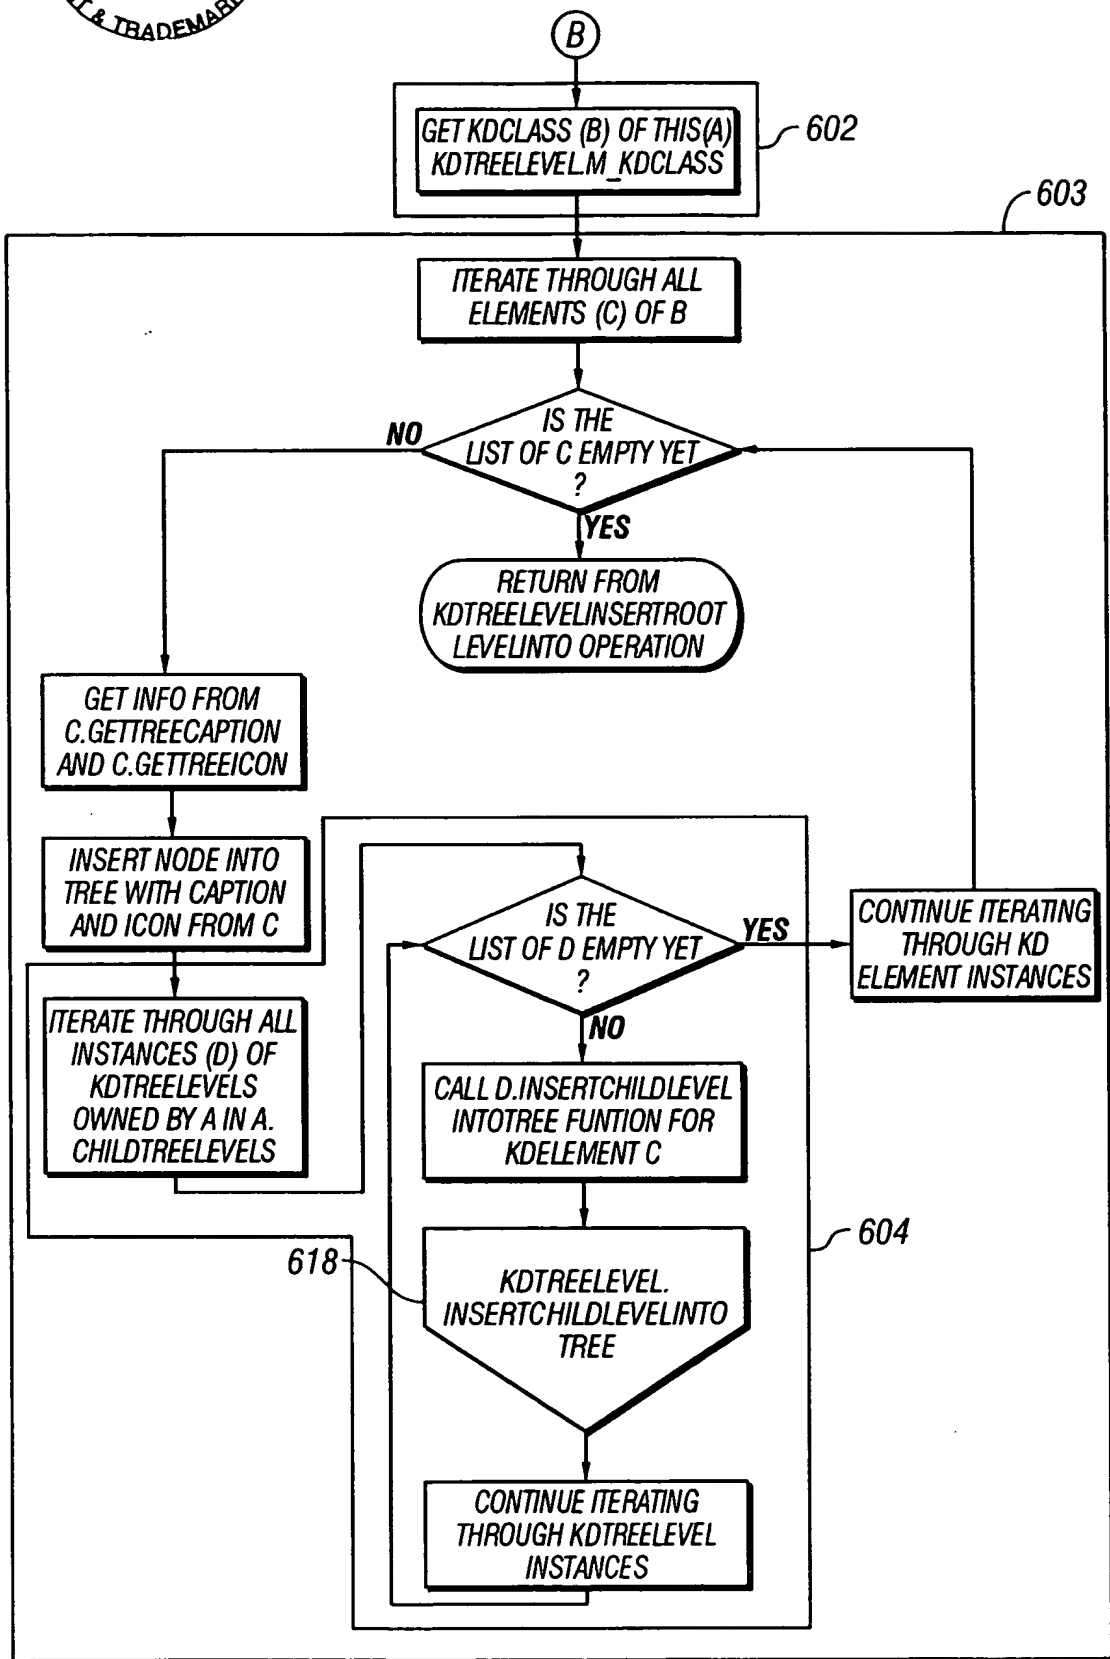 T & TRADEMAR
B
GET KDCLASS (B) OF THIS(A)
KDTREELEVEL.M_KDCLASS
602
603
ITERATE THROUGH ALL
ELEMENTS (C) OF B
IS THE
LIST OF C EMPTY YET
?
NO
YES
RETURN FROM
KDTREELEVELINSERTROOT
LEVELINTO OPERATION
GET INFO FROM
C.GETTREECAPTION
AND C.GETTREEICON
INSERT NODE INTO
TREE WITH CAPTION
AND ICON FROM C
ITERATE THROUGH ALL
INSTANCES (D) OF
KDTREELEVELS
OWNED BY A IN A.
CHILDTREELEVELS
IS THE
LIST OF D EMPTY YET
?
YES
NO
CONTINUE ITERATING
THROUGH KD
ELEMENT INSTANCES
CALL D.INSERTCHILDLEVEL
INTOTREE FUNTION FOR
KDELEMENT C
604
618
KDTREELEVEL.
INSERTCHILDLEVELINTO
TREE
CONTINUE ITERATING
THROUGH KDTREELEVEL
INSTANCES